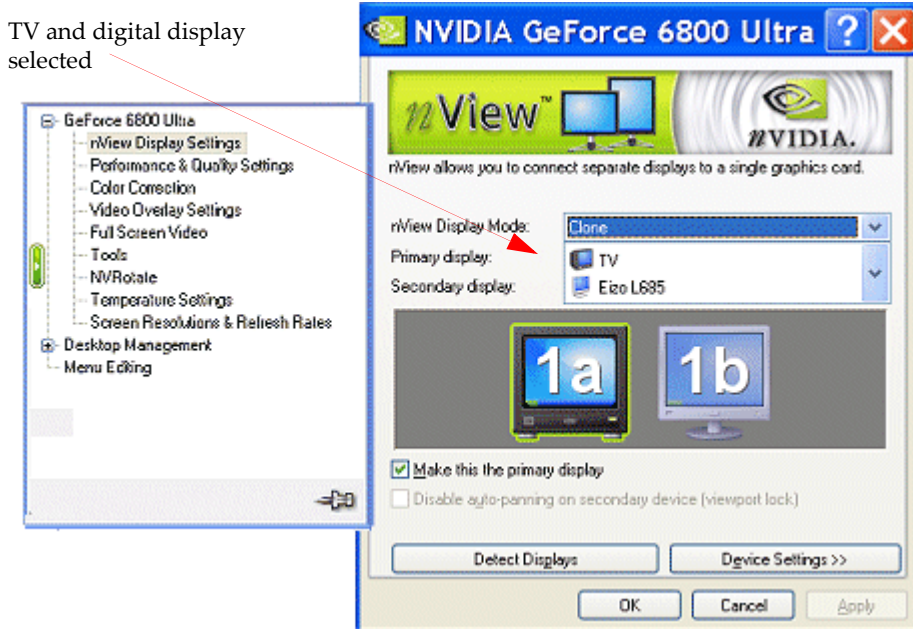 TV and digital display
selected
GeForce 6800 Ultra
nView Display Settings
Performance & Quality Settings
Color Correction
Video Overlay Settings
Full Screen Video
Tools
NVRotate
Temperature Settings
Screen Resolutions & Refresh Rates
Desktop Management
Menu Editing
NVIDIA GeForce 6800 Ultra
nView™
nVIDIA.
nView allows you to connect separate displays to a single graphics card.
nView Display Mode: Clone
Primary display: TV
Secondary display: Eizo L685
1a 1b
Make this the primary display
Disable auto-panning on secondary device (viewport lock)
Detect Displays Device Settings >>
OK Cancel Apply